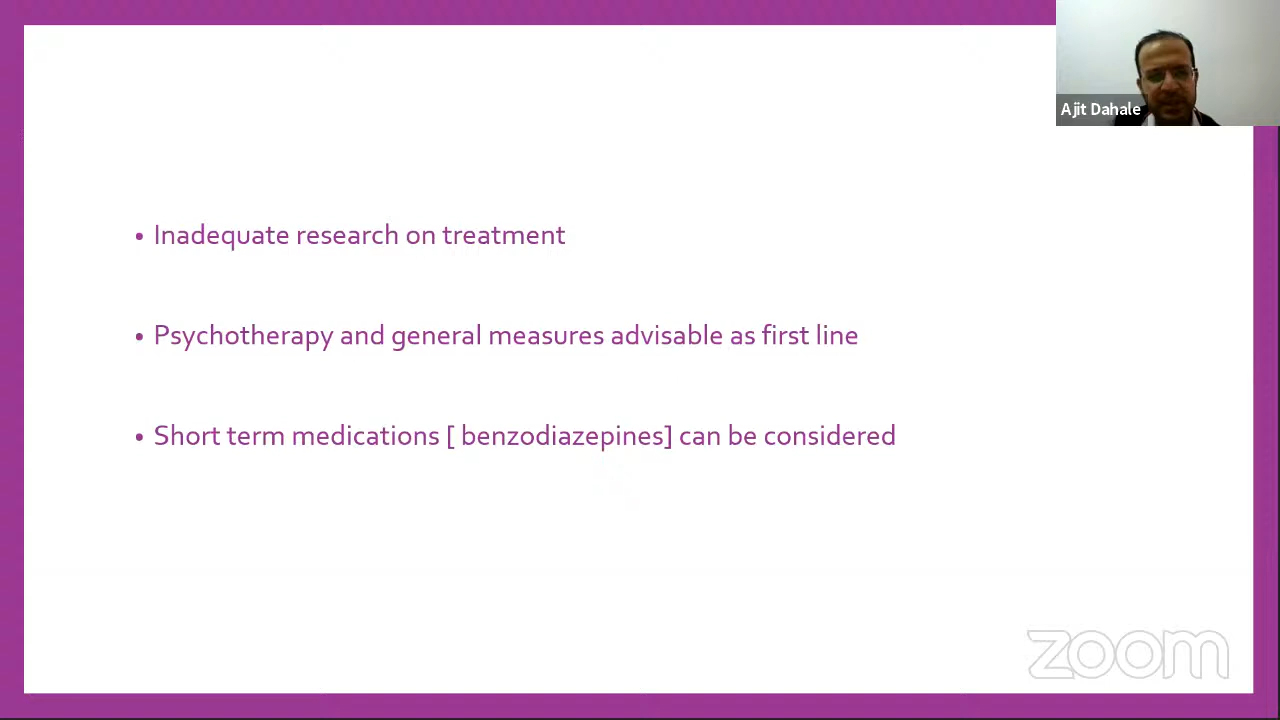 Ajit Dahale
• Inadequate research on treatment
• Psychotherapy and general measures advisable as first line
• Short term medications [ benzodiazepines] can be considered
zoom